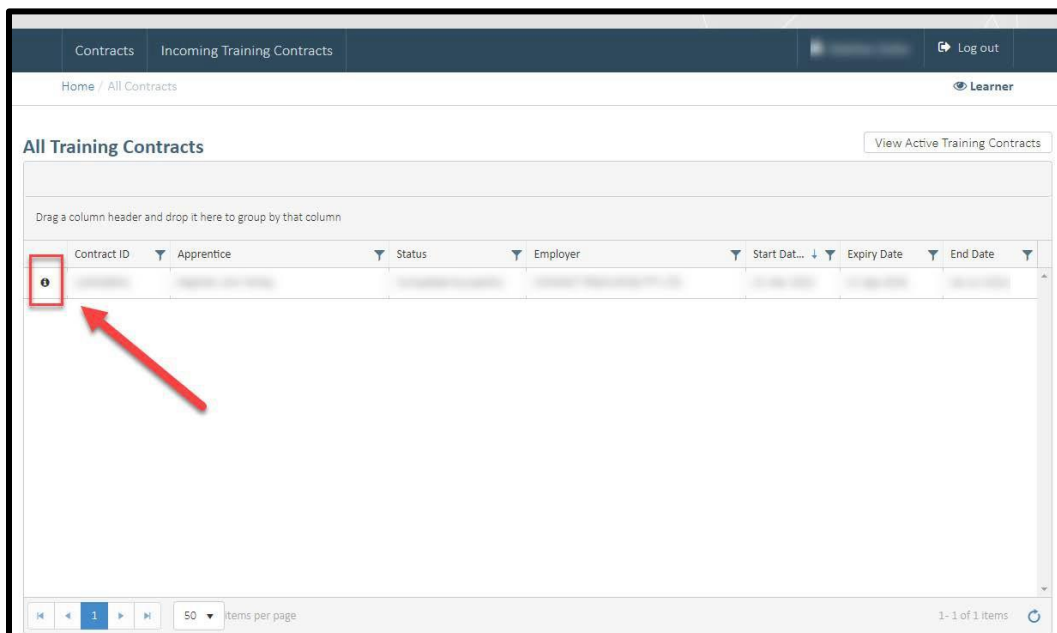 Contracts Incoming Training Contracts Log out
Home / All Contracts Learner
All Training Contracts View Active Training Contracts
Drag a column header and drop it here to group by that column
Contract ID Apprentice Status Employer Start Dat... ↓ Expiry Date End Date
1 50 items per page 1 - 1 of 1 items